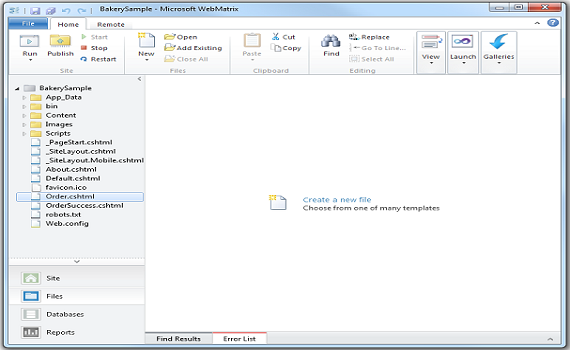 BakerySample - Microsoft WebMatrix
File Home Remote
Run Publish Start Stop Restart Site
New Open Add Existing Close All Files
Paste Cut Copy Clipboard
Find Replace Go To Line... Select All Editing
View Launch Galleries
BakerySample
App_Data
bin
Content
Images
Scripts
_PageStart.cshtml
_SiteLayout.cshtml
_SiteLayout.Mobile.cshtml
About.cshtml
Default.cshtml
favicon.ico
Order.cshtml
OrderSuccess.cshtml
robots.txt
Web.config
Create a new file
Choose from one of many templates
Site
Files
Databases
Reports
Find Results Error List